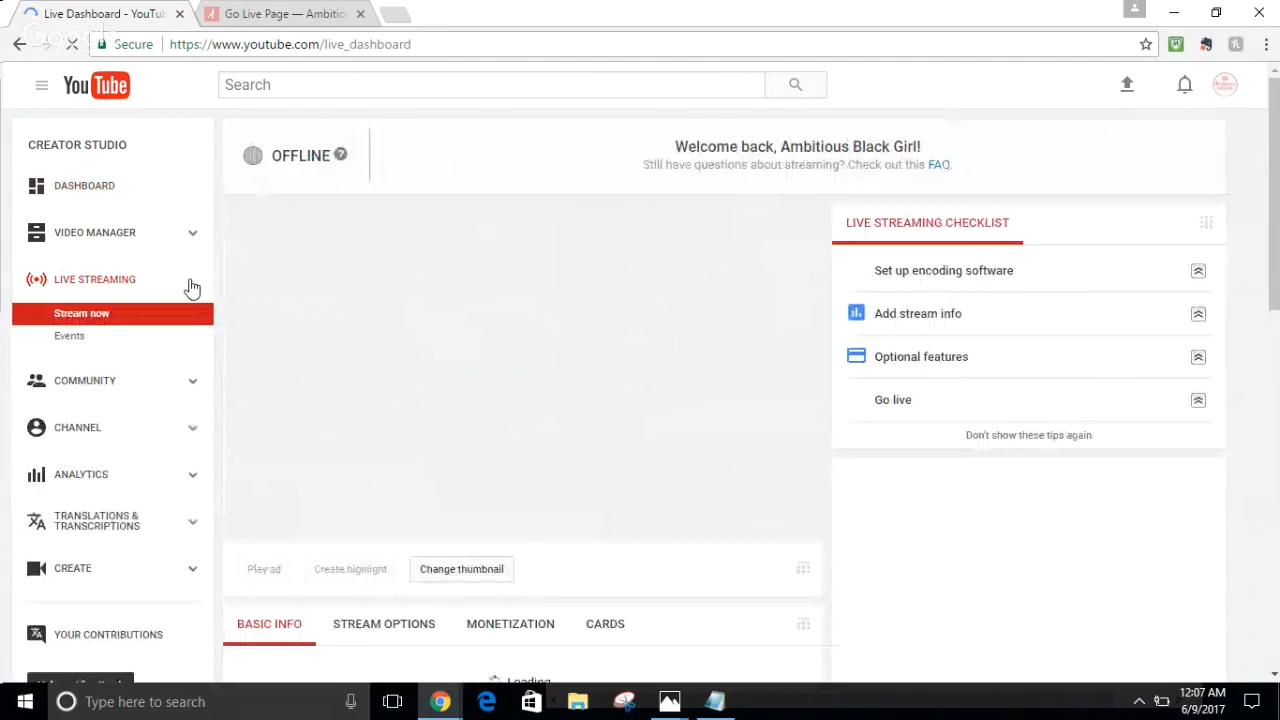 Live Dashboard - YouTu
Go Live Page — Ambitio
Secure
https://www.youtube.com/live_dashboard
YouTube
Search
CREATOR STUDIO
DASHBOARD
VIDEO MANAGER
LIVE STREAMING
Stream now
Events
COMMUNITY
CHANNEL
ANALYTICS
TRANSLATIONS &
TRANSCRIPTIONS
CREATE
YOUR CONTRIBUTIONS
OFFLINE
Welcome back, Ambitious Black Girl!
Still have questions about streaming? Check out this FAQ.
LIVE STREAMING CHECKLIST
Set up encoding software
Add stream info
Optional features
Go live
Don't show these tips again
Play ad
Create highlight
Change thumbnail
BASIC INFO
STREAM OPTIONS
MONETIZATION
CARDS
Loading
Type here to search
12:07 AM
6/9/2017